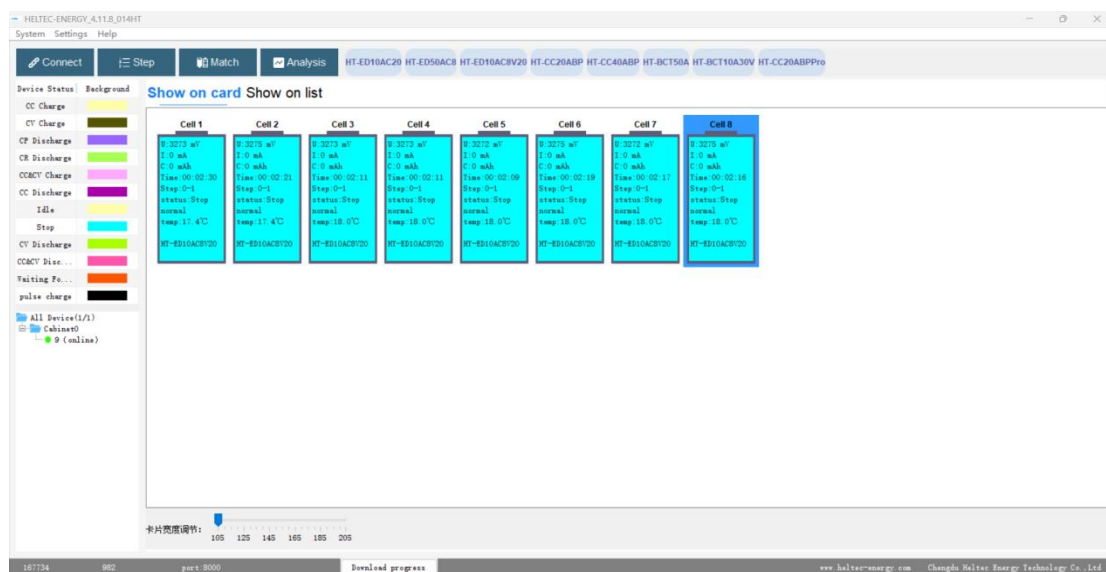 HELTEC-ENERGY_4.11.8_014HT
System Settings Help
Connect Step Match Analysis HT-ED10AC20 HT-ED50AC8 HT-ED10AC8V20 HT-CC20ABP HT-CC40ABP HT-BCT50A HT-BCT10A30V HT-CC20ABPPro
Device Status Background
CC Charge
CV Charge
CP Discharge
CR Discharge
CC&CV Charge
CC Discharge
Idle
Stop
CV Discharge
CC&CV Disc...
Waiting Fo...
pulse charge
All Device(1/1)
Cabinet0
9 (online)
Show on card Show on list
Cell 1
U:3273 mV
I:0 mA
C:0 mAh
Time:00:02:30
Step:0-1
status:Stop
normal
temp:17.4℃
HT-ED10AC8V20
Cell 2
U:3275 mV
I:0 mA
C:0 mAh
Time:00:02:21
Step:0-1
status:Stop
normal
temp:17.4℃
HT-ED10AC8V20
Cell 3
U:3273 mV
I:0 mA
C:0 mAh
Time:00:02:11
Step:0-1
status:Stop
normal
temp:18.0℃
HT-ED10AC8V20
Cell 4
U:3273 mV
I:0 mA
C:0 mAh
Time:00:02:11
Step:0-1
status:Stop
normal
temp:18.0℃
HT-ED10AC8V20
Cell 5
U:3272 mV
I:0 mA
C:0 mAh
Time:00:02:09
Step:0-1
status:Stop
normal
temp:18.0℃
HT-ED10AC8V20
Cell 6
U:3275 mV
I:0 mA
C:0 mAh
Time:00:02:19
Step:0-1
status:Stop
normal
temp:18.0℃
HT-ED10AC8V20
Cell 7
U:3272 mV
I:0 mA
C:0 mAh
Time:00:02:17
Step:0-1
status:Stop
normal
temp:18.0℃
HT-ED10AC8V20
Cell 8
U:3275 mV
I:0 mA
C:0 mAh
Time:00:02:16
Step:0-1
status:Stop
normal
temp:18.0℃
HT-ED10AC8V20
卡片宽度调节:
105 125 145 165 185 205
167734 982 port:8000 Download progress www.heltec-energy.com Chengdu Heltec Energy Technology Co.,Ltd